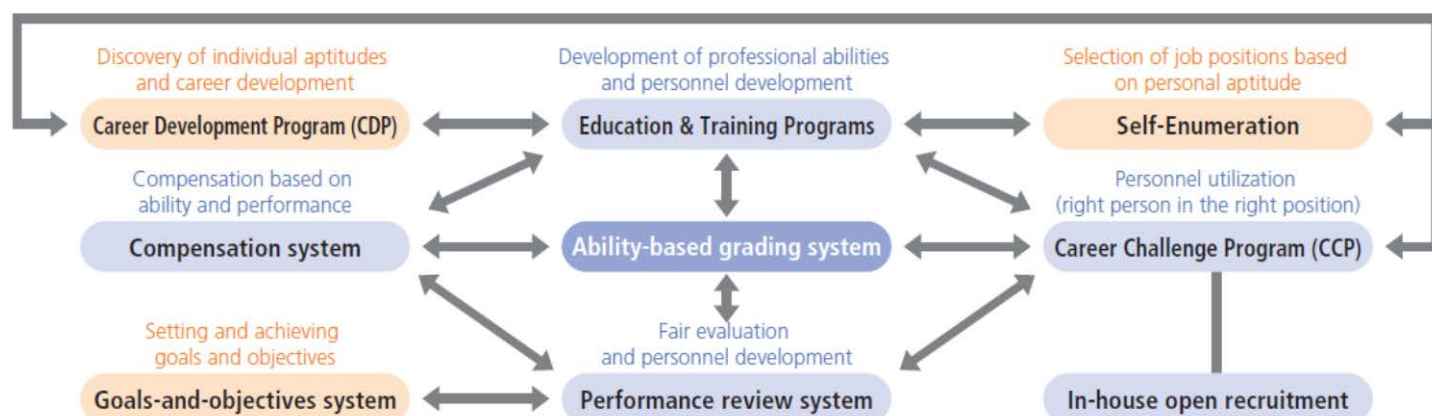 Discovery of individual aptitudes
and career development
Career Development Program (CDP)
Development of professional abilities
and personnel development
Education & Training Programs
Selection of job positions based
on personal aptitude
Self-Enumeration
Compensation based on
ability and performance
Compensation system
Ability-based grading system
Personnel utilization
(right person in the right position)
Career Challenge Program (CCP)
Setting and achieving
goals and objectives
Goals-and-objectives system
Fair evaluation
and personnel development
Performance review system
In-house open recruitment